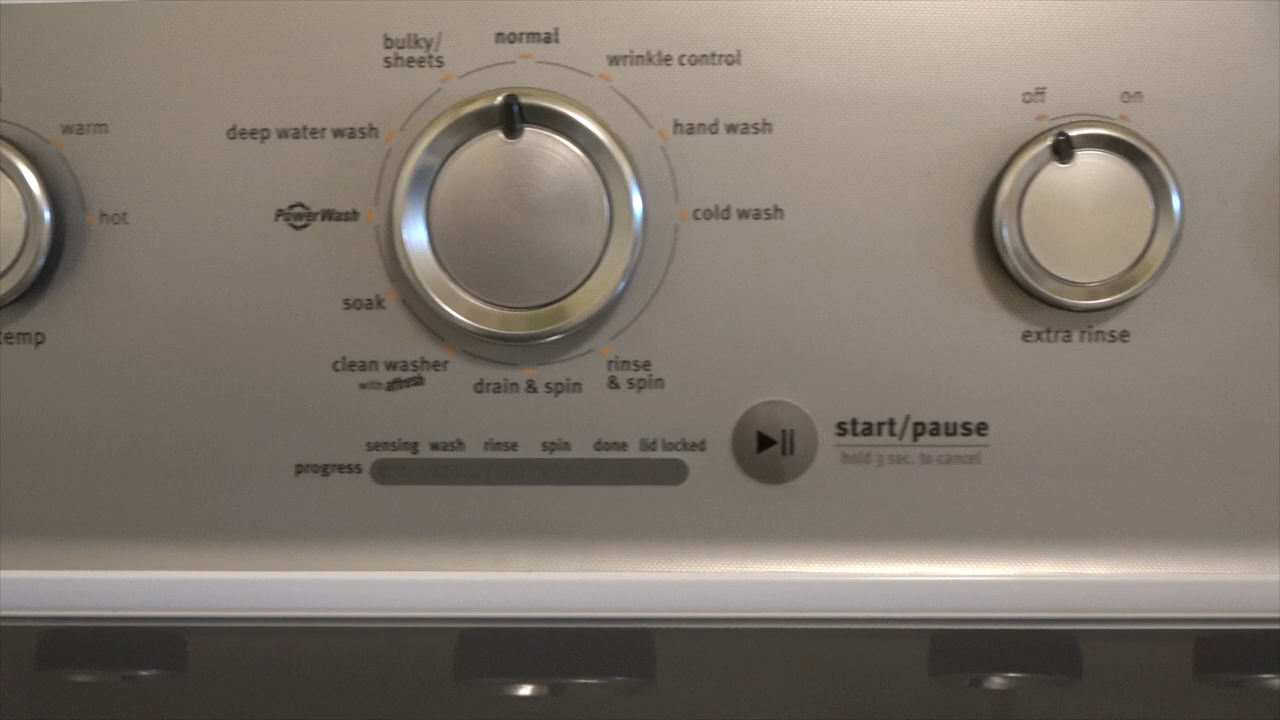 bulky/
sheets
normal
wrinkle control
off
on
warm
deep water wash
hand wash
PowerWash
cold wash
hot
soak
temp
extra rinse
clean washer
with affresh
drain & spin
rinse
& spin
sensing wash rinse spin done lid locked
progress
start/pause
hold 3 sec. to cancel